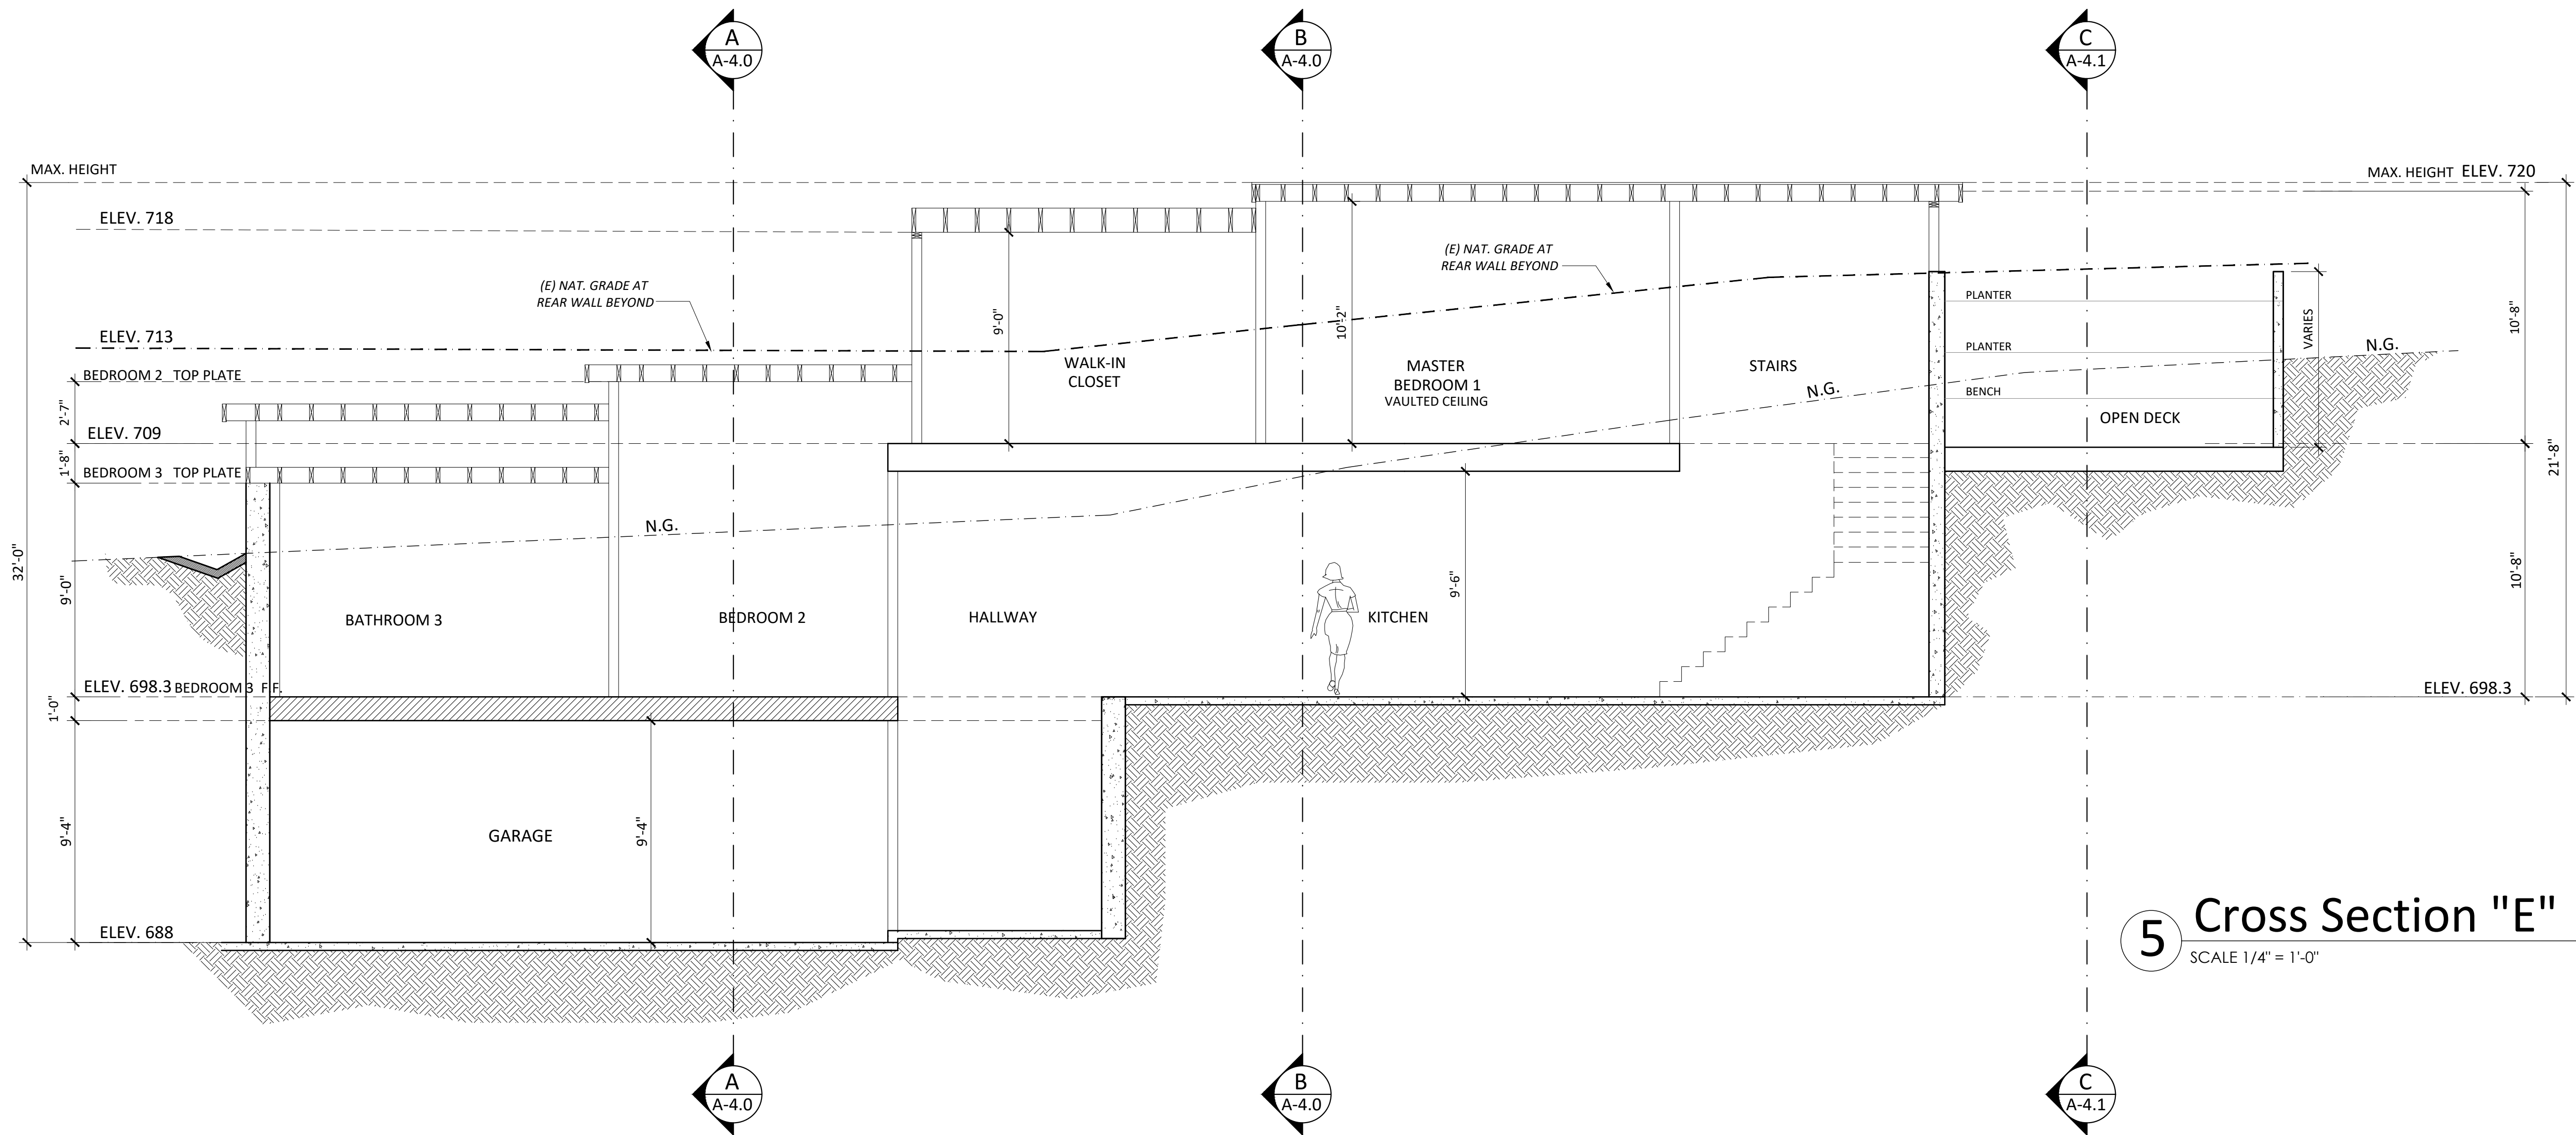 A
A-4.0
B
A-4.0
C
A-4.1
MAX. HEIGHT
MAX. HEIGHT ELEV. 720
ELEV. 718
(E) NAT. GRADE AT
REAR WALL BEYOND
(E) NAT. GRADE AT
REAR WALL BEYOND
ELEV. 713
BEDROOM 2 TOP PLATE
2'-7"
ELEV. 709
1'-8"
BEDROOM 3 TOP PLATE
9'-0"
10'-2"
WALK-IN
CLOSET
MASTER
BEDROOM 1
VAULTED CEILING
STAIRS
N.G.
PLANTER
PLANTER
BENCH
OPEN DECK
VARIES
N.G.
10'-8"
21'-8"
N.G.
32'-0"
9'-0"
BATHROOM 3
BEDROOM 2
HALLWAY
KITCHEN
9'-6"
10'-8"
ELEV. 698.3 BEDROOM 3 F.F.
ELEV. 698.3
1'-0"
9'-4"
GARAGE
9'-4"
ELEV. 688
5
Cross Section "E"
SCALE 1/4" = 1'-0"
A
A-4.0
B
A-4.0
C
A-4.1